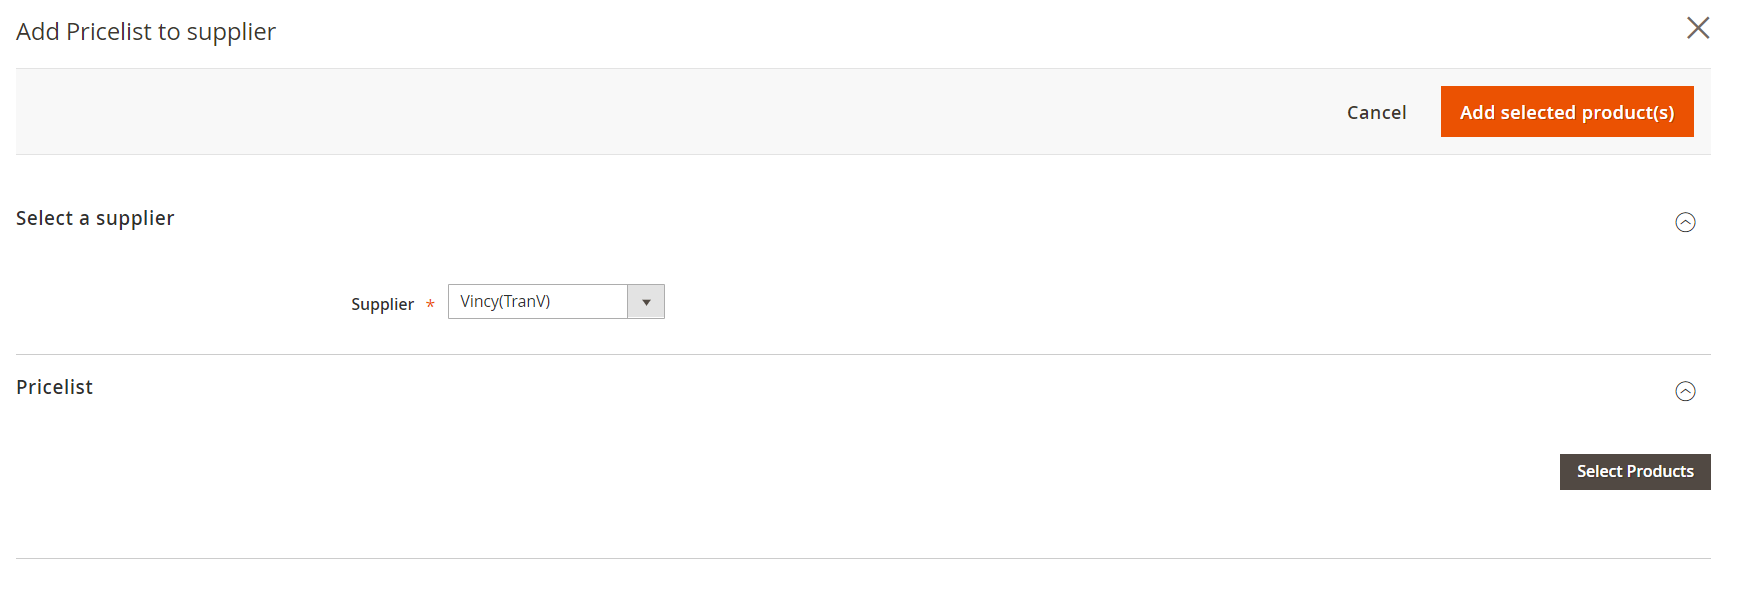 Add Pricelist to supplier
Cancel
Add selected product(s)
Select a supplier
Supplier *
Vincy(TranV)
Pricelist
Select Products